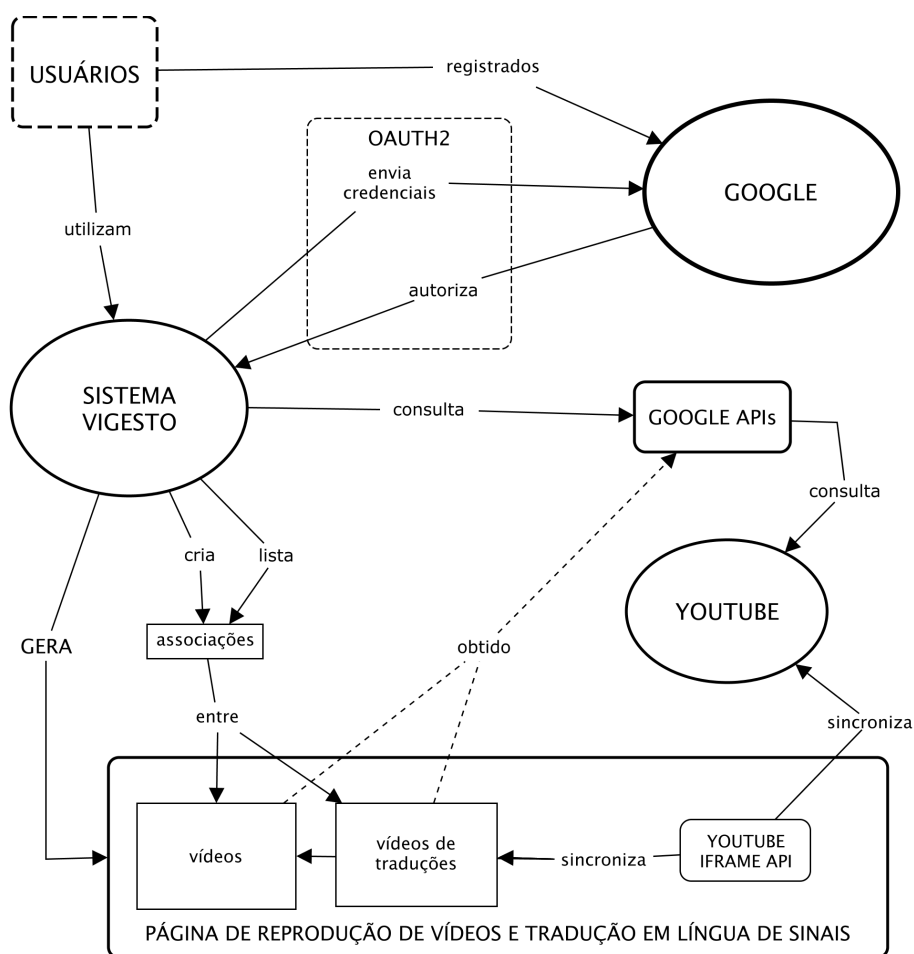 USUÁRIOS
registrados
OAUTH2
envia
credenciais
GOOGLE
utilizam
autoriza
SISTEMA
VIGESTO
consulta
GOOGLE APIs
consulta
cria
lista
YOUTUBE
associações
GERA
obtido
entre
sincroniza
vídeos
vídeos de
traduções
sincroniza
YOUTUBE
IFRAME API
PÁGINA DE REPRODUÇÃO DE VÍDEOS E TRADUÇÃO EM LÍNGUA DE SINAIS